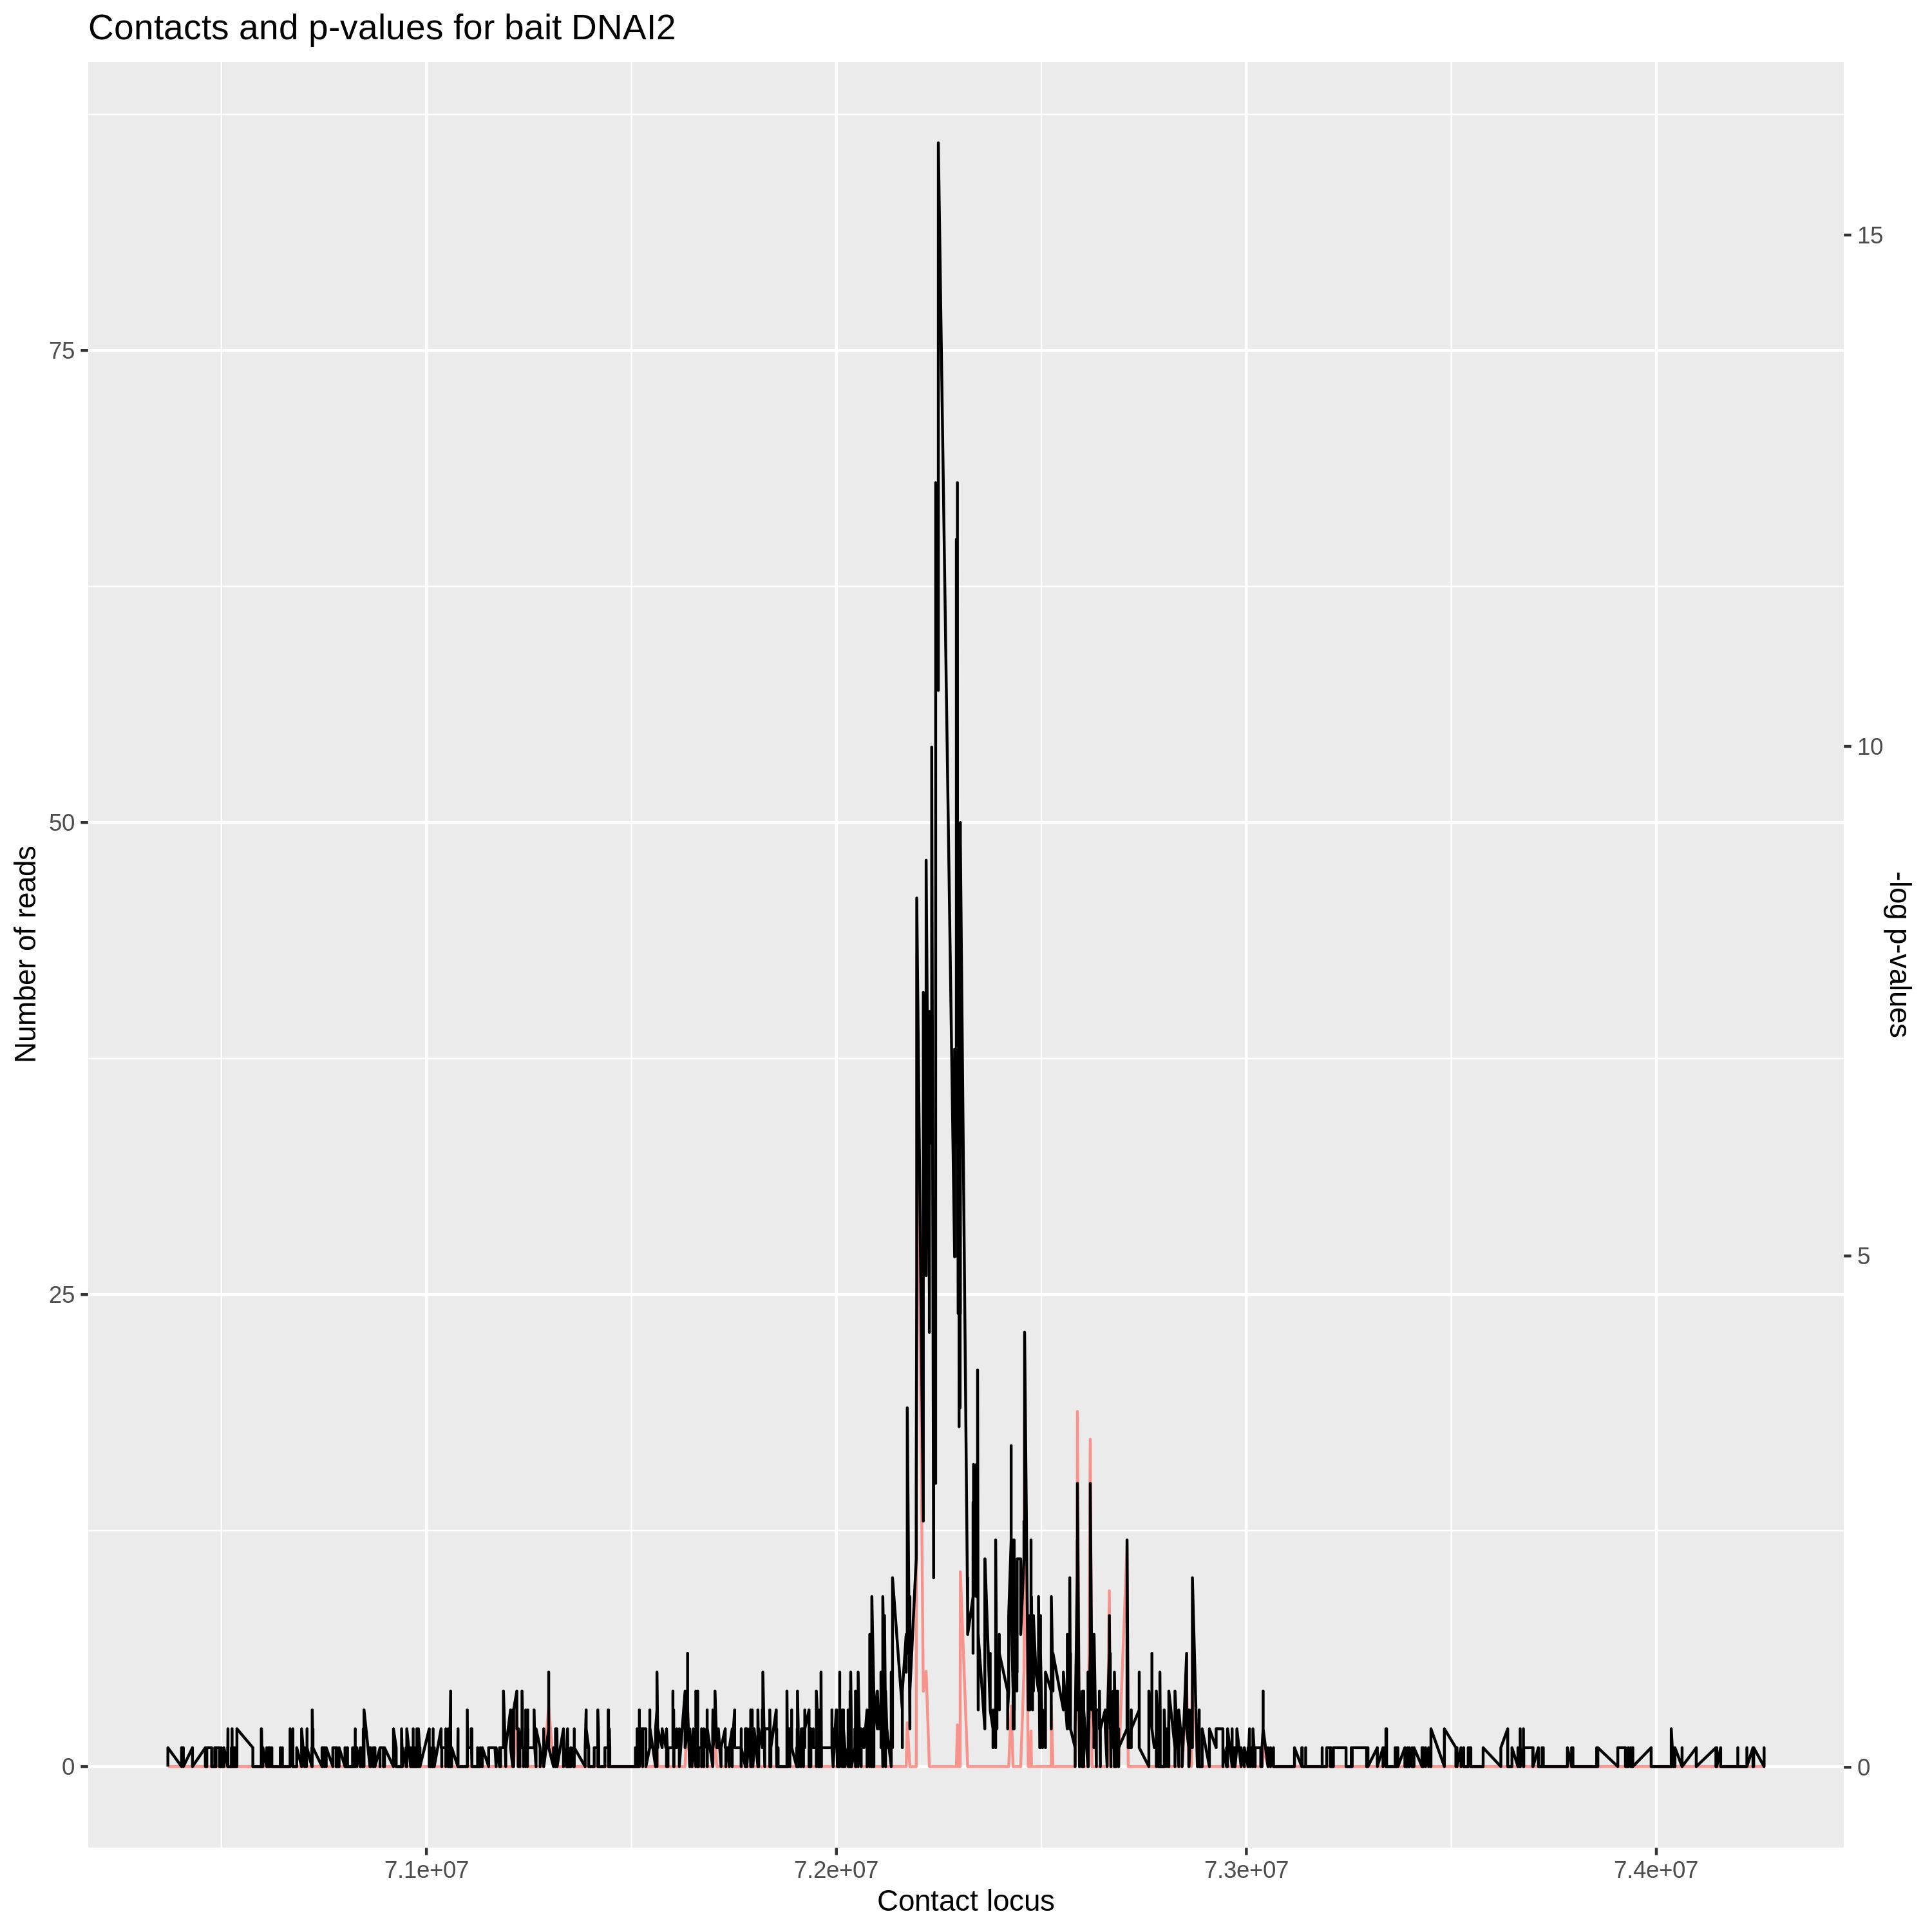 Contacts and p-values for bait DNAI2
75
50
25
0
Number of reads
15
10
5
0
-log p-values
7.1e+07 7.2e+07 7.3e+07 7.4e+07
Contact locus